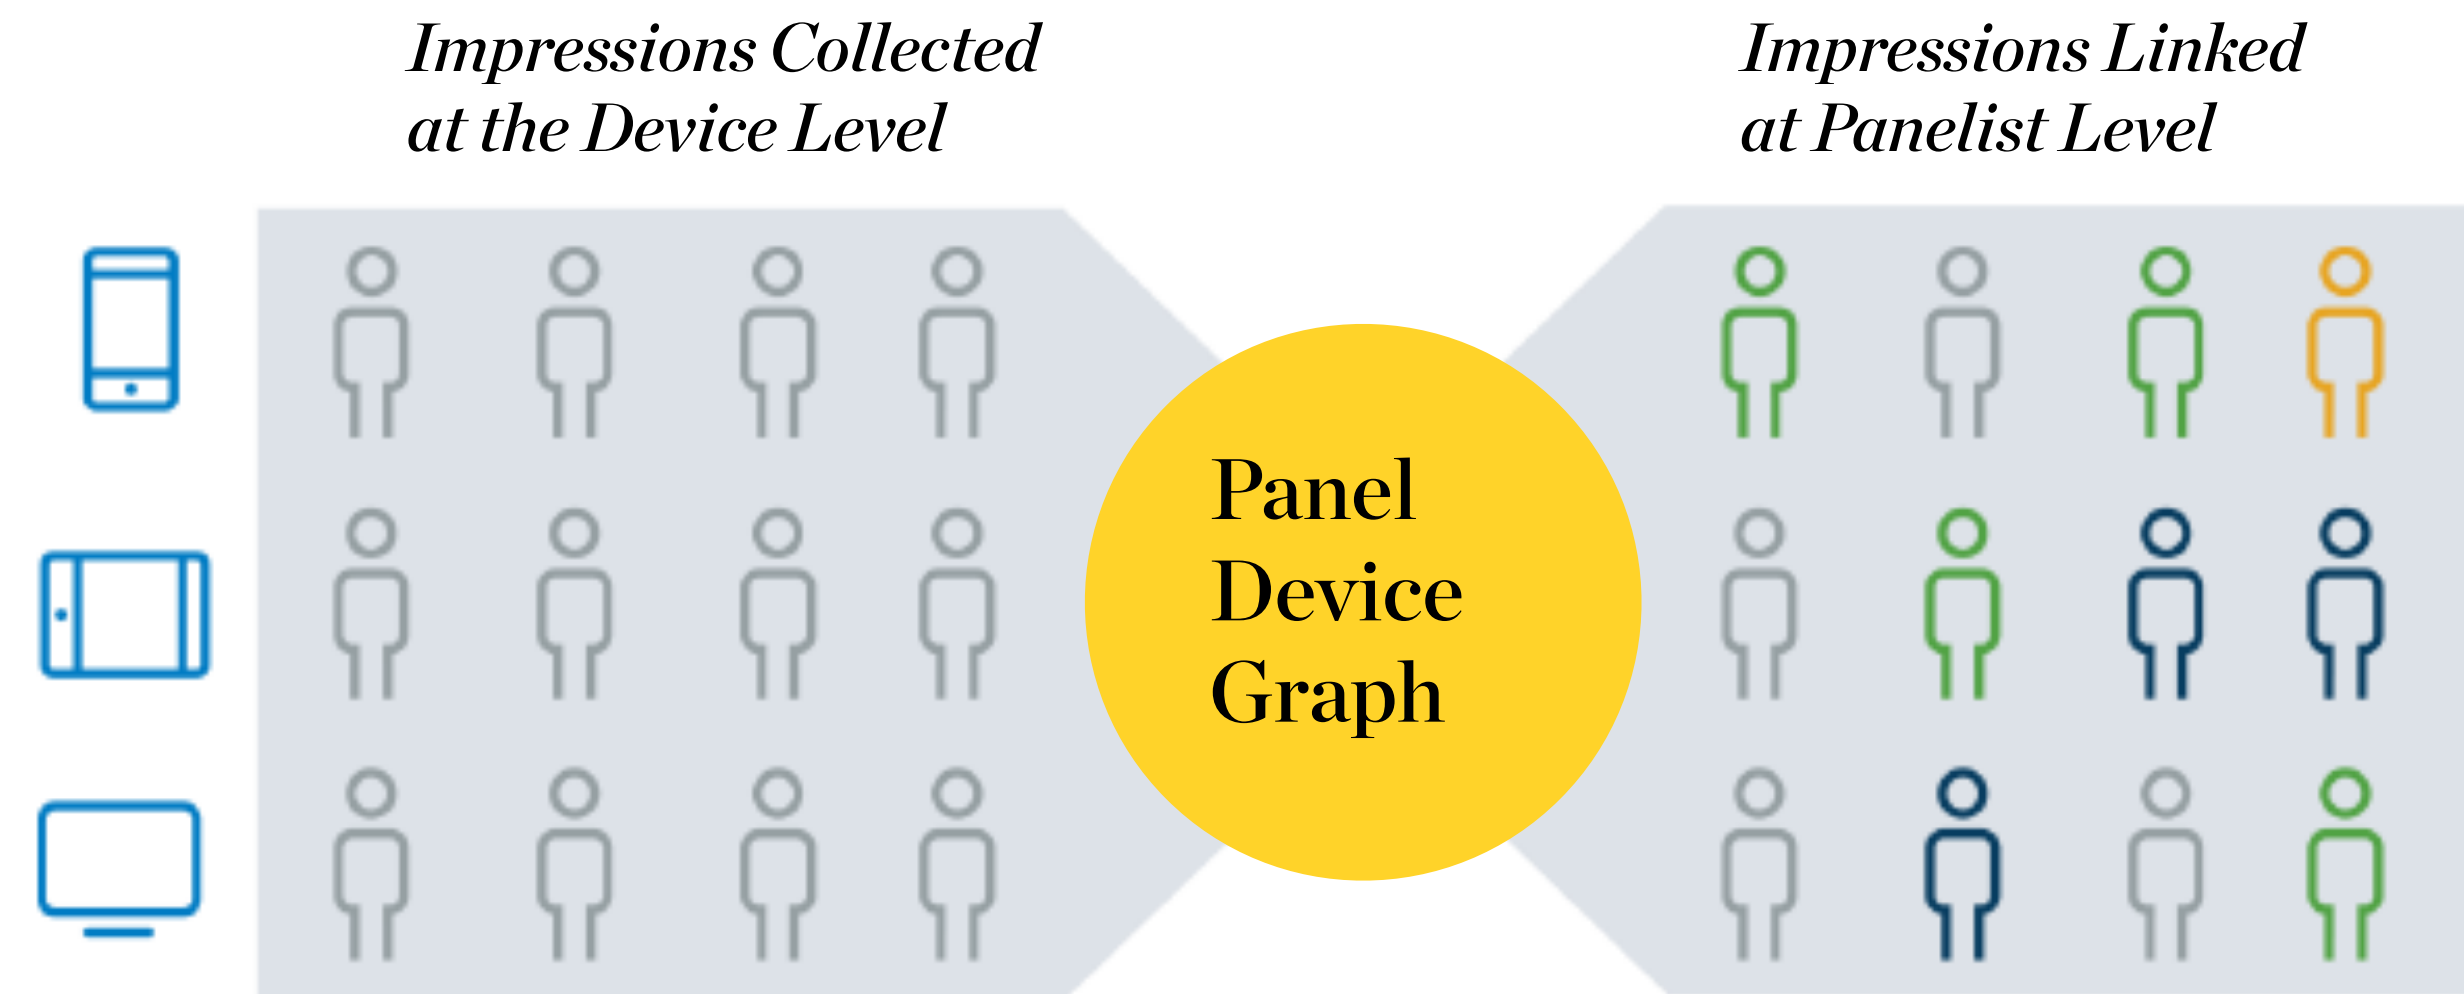 Impressions Collected
at the Device Level
Impressions Linked
at Panelist Level
Panel
Device
Graph